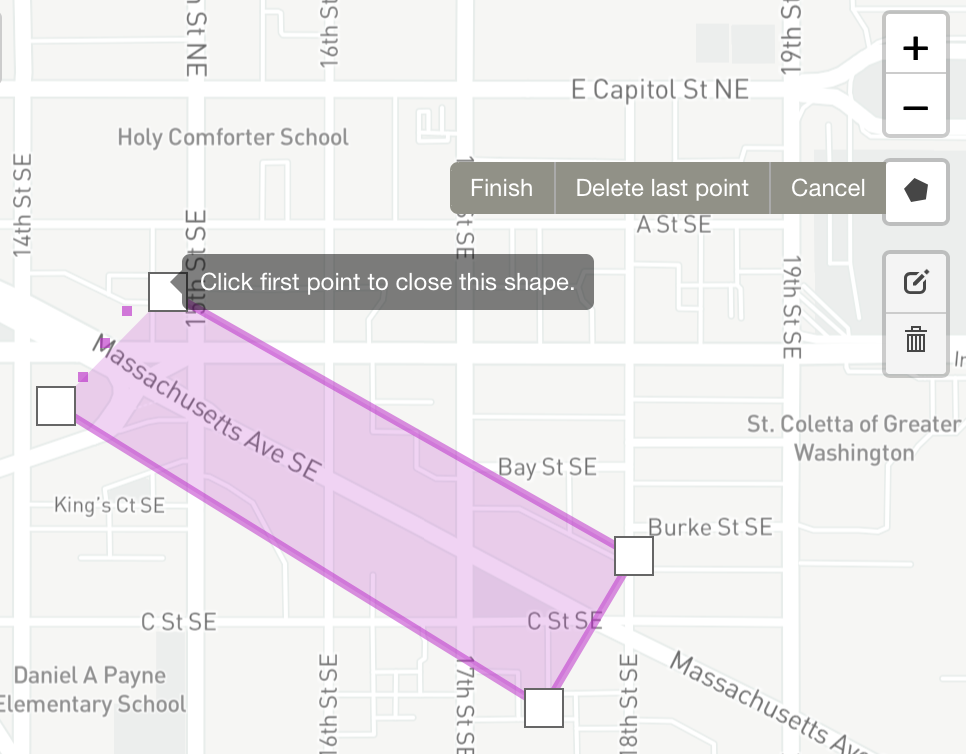 St NE
16th St
19th St
+
E Capitol St NE
−
Holy Comforter School
14th St SE
Finish
Delete last point
Cancel
St SE
15th St SE
A St SE
Click first point to close this shape.
19th St SE
Massachusetts Ave SE
St. Coletta of Greater
Washington
Bay St SE
King's Ct SE
Burke St SE
C St SE
C St SE
Daniel A Payne
Elementary School
16th St SE
17th St SE
18th St SE
Massachusetts Av